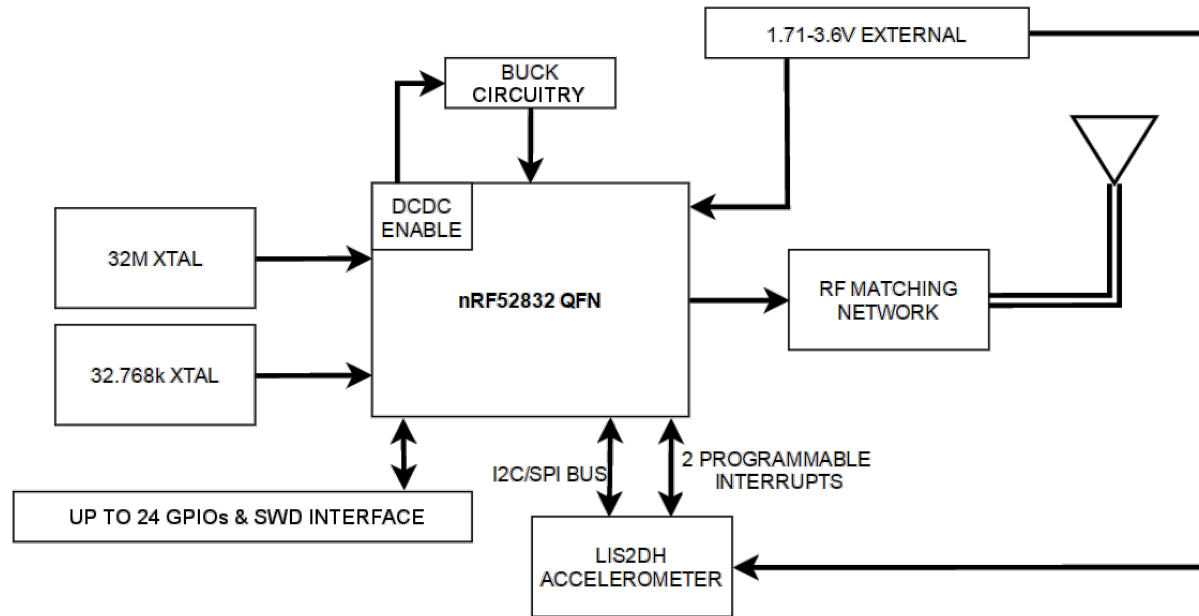 1.71-3.6V EXTERNAL
BUCK
CIRCUITRY
DCDC
ENABLE
32M XTAL
nRF52832 QFN
RF MATCHING
NETWORK
32.768k XTAL
I2C/SPI BUS
2 PROGRAMMABLE
INTERRUPTS
UP TO 24 GPIOs & SWD INTERFACE
LIS2DH
ACCELEROMETER